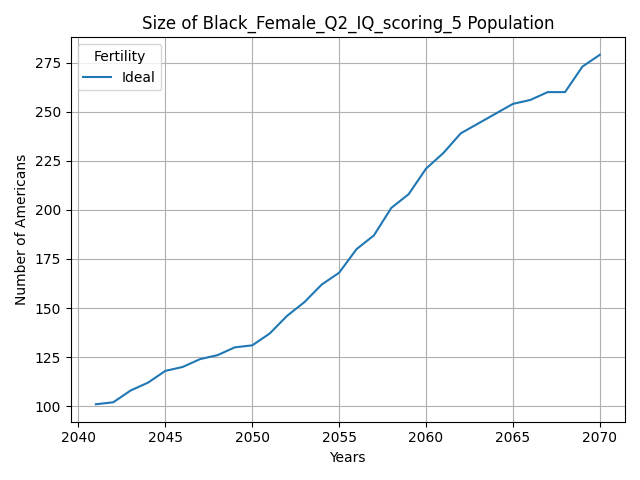 Size of Black_Female_Q2_IQ_scoring_5 Population
Fertility
Ideal
Number of Americans
275
250
225
200
175
150
125
100
2040 2045 2050 2055 2060 2065 2070
Years